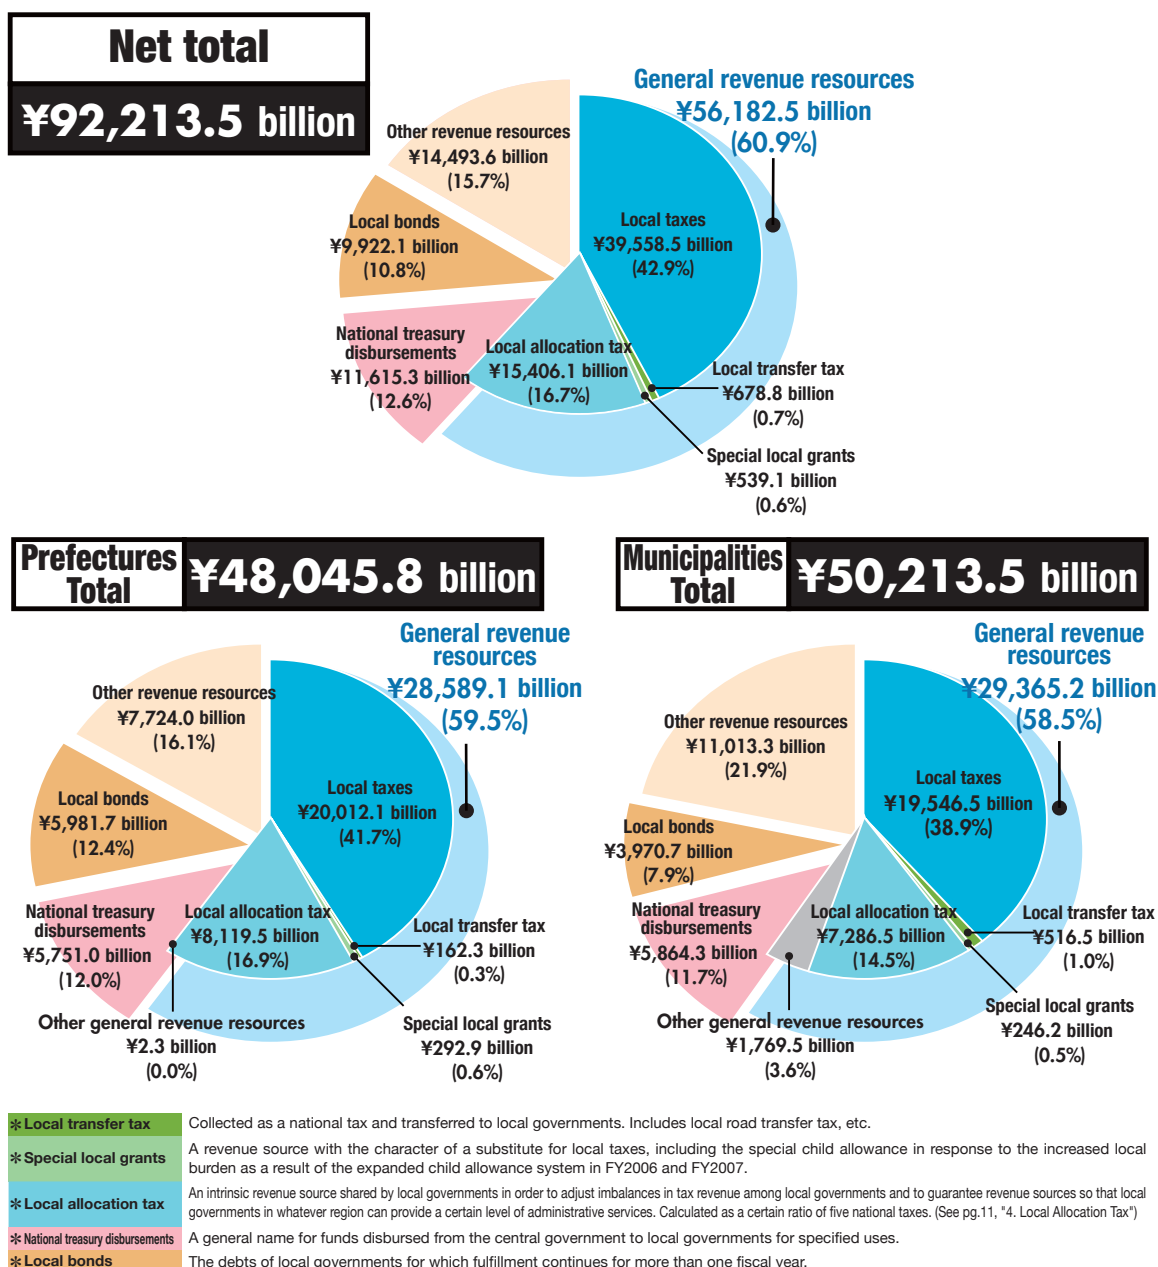 Net total
¥92,213.5 billion
General revenue resources
¥56,182.5 billion
(60.9%)
Other revenue resources
¥14,493.6 billion
(15.7%)
Local bonds
¥9,922.1 billion
(10.8%)
National treasury
disbursements
¥11,615.3 billion
(12.6%)
Local allocation tax
¥15,406.1 billion
(16.7%)
Local taxes
¥39,558.5 billion
(42.9%)
Local transfer tax
¥678.8 billion
(0.7%)
Special local grants
¥539.1 billion
(0.6%)
Prefectures
Total
¥48,045.8 billion
General revenue
resources
¥28,589.1 billion
(59.5%)
Other revenue resources
¥7,724.0 billion
(16.1%)
Local bonds
¥5,981.7 billion
(12.4%)
National treasury
disbursements
¥5,751.0 billion
(12.0%)
Local taxes
¥20,012.1 billion
(41.7%)
Local allocation tax
¥8,119.5 billion
(16.9%)
Local transfer tax
¥162.3 billion
(0.3%)
Other general revenue resources
¥2.3 billion
(0.0%)
Special local grants
¥292.9 billion
(0.6%)
Municipalities
Total
¥50,213.5 billion
General revenue
resources
¥29,365.2 billion
(58.5%)
Other revenue resources
¥11,013.3 billion
(21.9%)
Local bonds
¥3,970.7 billion
(7.9%)
National treasury
disbursements
¥5,864.3 billion
(11.7%)
Local taxes
¥19,546.5 billion
(38.9%)
Local allocation tax
¥7,286.5 billion
(14.5%)
Local transfer tax
¥516.5 billion
(1.0%)
Other general revenue resources
¥1,769.5 billion
(3.6%)
Special local grants
¥246.2 billion
(0.5%)
＊Local transfer tax Collected as a national tax and transferred to local governments. Includes local road transfer tax, etc.
＊Special local grants A revenue source with the character of a substitute for local taxes, including the special child allowance in response to the increased local
burden as a result of the expanded child allowance system in FY2006 and FY2007.
＊Local allocation tax An intrinsic revenue source shared by local governments in order to adjust imbalances in tax revenue among local governments and to guarantee revenue sources so that local
governments in whatever region can provide a certain level of administrative services. Calculated as a certain ratio of five national taxes. (See pg.11, "4. Local Allocation Tax")
＊National treasury disbursements A general name for funds disbursed from the central government to local governments for specified uses.
＊Local bonds The debts of local governments for which fulfillment continues for more than one fiscal year.